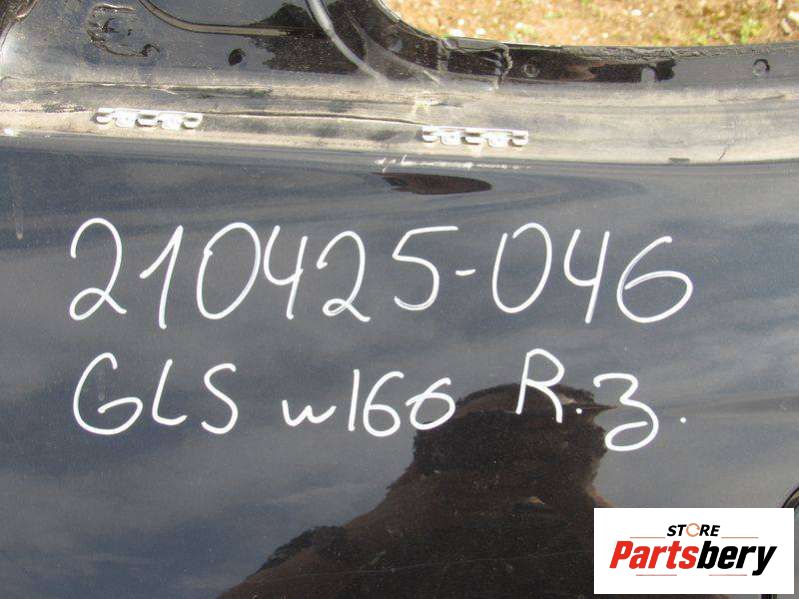 210425-046
GLS w166 R.З.
STORE
Partsbery